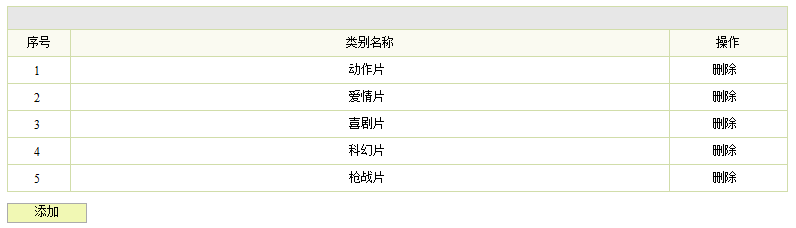 序号 类别名称 操作
1 动作片 删除
2 爱情片 删除
3 喜剧片 删除
4 科幻片 删除
5 枪战片 删除
添加